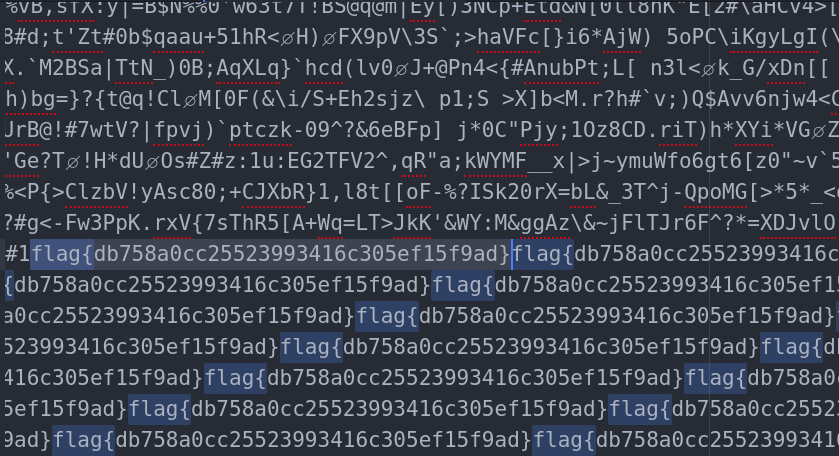 %vB,sfX:y|=B$N%%0`w63t7T!BS@q@m|Ey[)3NCp+Etd&N[0tt8nK^E[2#\aHCv4>[
8#d;t'Zt#0b$qaau+51hR<⌀H)⌀FX9pV\3S`;>haVFc[}i6*AjW) 5oPC\iKgyLgI(\
X.`M2BSa|TtN_)0B;AqXLq}`hcd(lv0⌀J+@Pn4<{#AnubPt;L[ n3l<⌀k_G/xDn[[
h)bg=}?{t@q!Cl⌀M[0F(&\i/S+Eh2sjz\ p1;S >X]b<M.r?h#`v;)Q$Avv6njw4<C
JrB@!#7wtV?|fpvj)`ptczk-09^?&6eBFp] j*0C"Pjy;1Oz8CD.riT)h*XYi*VG⌀Z
'Ge?T⌀!H*dU⌀Os#Z#z:1u:EG2TFV2^,qR"a;kWYMF__x|>j~ymuWfo6gt6[z0"~v`5
%<P{>ClzbV!yAsc80;+CJXbR}1,l8t[[oF-%?ISk20rX=bL&_3T^j-QpoMG[>*5*_<
?#g<-Fw3PpK.rxV{7sThR5[A+Wq=LT>JkK'&WY:M&ggAz\&~jFlTJr6F^?*=XDJvlO
#1flag{db758a0cc25523993416c305ef15f9ad}flag{db758a0cc25523993416c
{db758a0cc25523993416c305ef15f9ad}flag{db758a0cc25523993416c305ef15
a0cc25523993416c305ef15f9ad}flag{db758a0cc25523993416c305ef15f9ad}
523993416c305ef15f9ad}flag{db758a0cc25523993416c305ef15f9ad}flag{d
416c305ef15f9ad}flag{db758a0cc25523993416c305ef15f9ad}flag{db758a0
5ef15f9ad}flag{db758a0cc25523993416c305ef15f9ad}flag{db758a0cc2552
9ad}flag{db758a0cc25523993416c305ef15f9ad}flag{db758a0cc2552399341